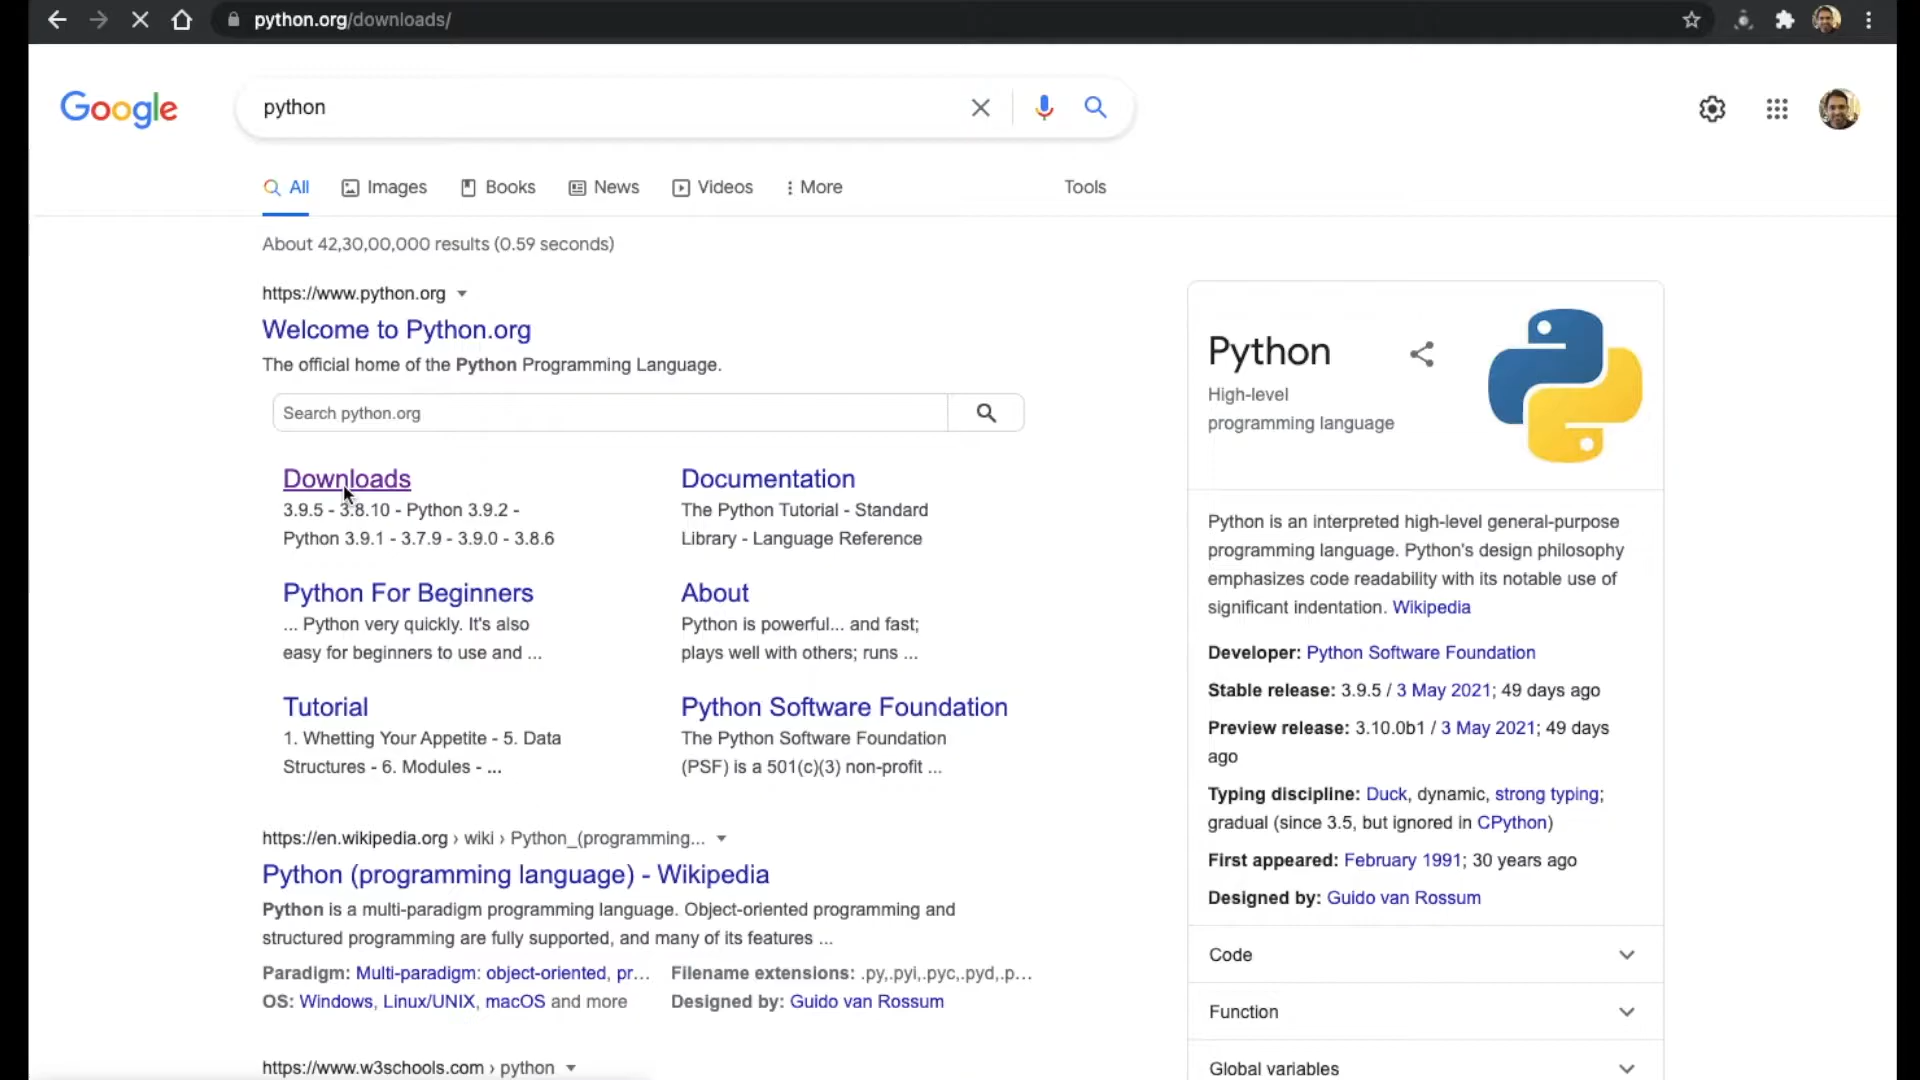 python.org/downloads/
Google
python
All Images Books News Videos More Tools
About 42,30,00,000 results (0.59 seconds)
https://www.python.org
Welcome to Python.org
The official home of the Python Programming Language.
Search python.org
Downloads
3.9.5 - 3.8.10 - Python 3.9.2 -
Python 3.9.1 - 3.7.9 - 3.9.0 - 3.8.6
Documentation
The Python Tutorial - Standard
Library - Language Reference
Python For Beginners
... Python very quickly. It's also
easy for beginners to use and ...
About
Python is powerful... and fast;
plays well with others; runs ...
Tutorial
1. Whetting Your Appetite - 5. Data
Structures - 6. Modules - ...
Python Software Foundation
The Python Software Foundation
(PSF) is a 501(c)(3) non-profit ...
https://en.wikipedia.org › wiki › Python_(programming...
Python (programming language) - Wikipedia
Python is a multi-paradigm programming language. Object-oriented programming and
structured programming are fully supported, and many of its features ...
Paradigm: Multi-paradigm: object-oriented, pr...
Filename extensions: .py,.pyi,.pyc,.pyd,.p...
OS: Windows, Linux/UNIX, macOS and more
Designed by: Guido van Rossum
https://www.w3schools.com › python
Python
High-level
programming language
Python is an interpreted high-level general-purpose
programming language. Python's design philosophy
emphasizes code readability with its notable use of
significant indentation. Wikipedia
Developer: Python Software Foundation
Stable release: 3.9.5 / 3 May 2021; 49 days ago
Preview release: 3.10.0b1 / 3 May 2021; 49 days
ago
Typing discipline: Duck, dynamic, strong typing;
gradual (since 3.5, but ignored in CPython)
First appeared: February 1991; 30 years ago
Designed by: Guido van Rossum
Code
Function
Global variables